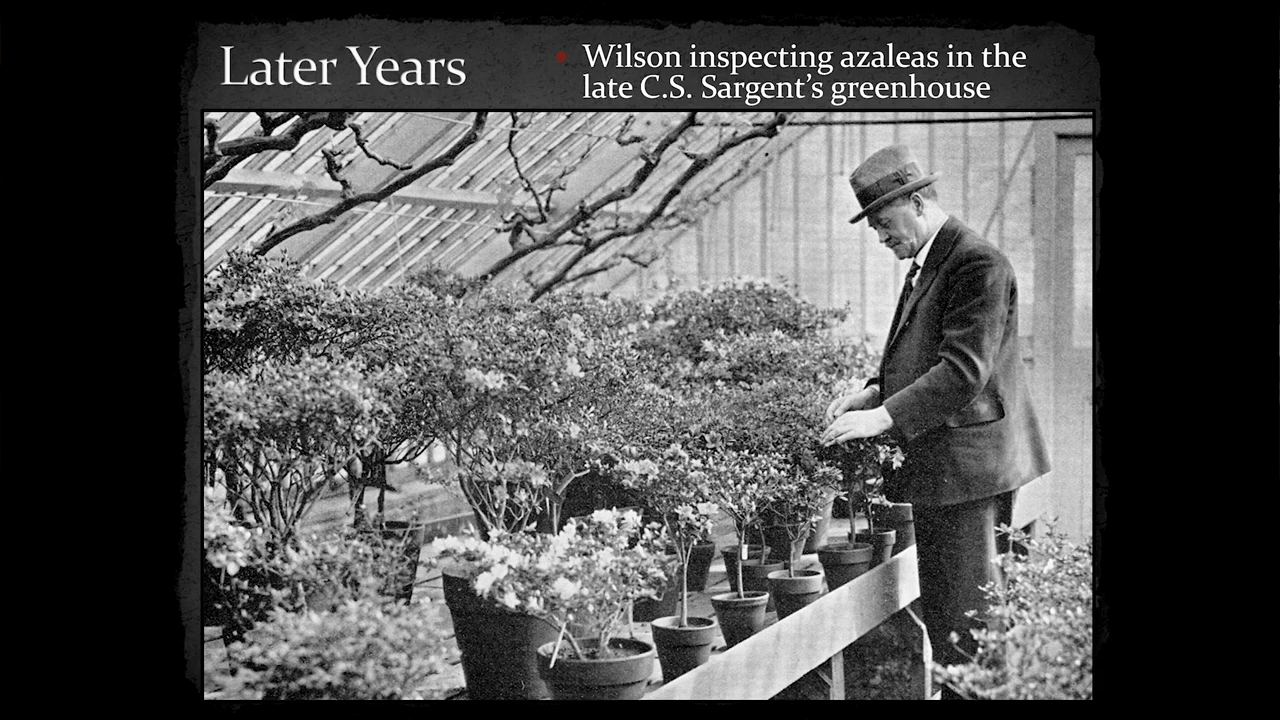 Later Years
Wilson inspecting azaleas in the
late C.S. Sargent’s greenhouse